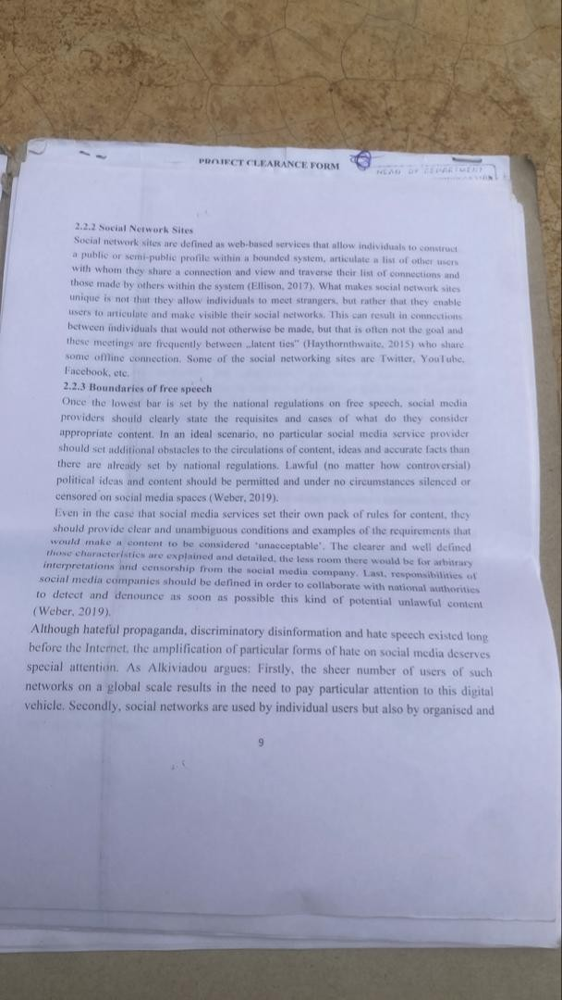 PROJECT CLEARANCE FORM
HEAD OF DEPARTMENT
2.2.2 Social Network Sites
Social network sites are defined as web-based services that allow individuals to construct
a public or semi-public profile within a bounded system, articulate a list of other users
with whom they share a connection and view and traverse their list of connections and
those made by others within the system (Ellison, 2017). What makes social network sites
unique is not that they allow individuals to meet strangers, but rather that they enable
users to articulate and make visible their social networks. This can result in connections
between individuals that would not otherwise be made, but that is often not the goal and
these meetings are frequently between „latent ties" (Haythornthwaite, 2015) who share
some offline connection. Some of the social networking sites are Twitter, YouTube,
Facebook, etc.
2.2.3 Boundaries of free speech
Once the lowest bar is set by the national regulations on free speech, social media
providers should clearly state the requisites and cases of what do they consider
appropriate content. In an ideal scenario, no particular social media service provider
should set additional obstacles to the circulations of content, ideas and accurate facts than
there are already set by national regulations. Lawful (no matter how controversial)
political ideas and content should be permitted and under no circumstances silenced or
censored on social media spaces (Weber, 2019).
Even in the case that social media services set their own pack of rules for content, they
should provide clear and unambiguous conditions and examples of the requirements that
would make a content to be considered 'unacceptable'. The clearer and well defined
those characteristics are explained and detailed, the less room there would be for arbitrary
interpretations and censorship from the social media company. Last, responsibilities of
social media companies should be defined in order to collaborate with national authorities
to detect and denounce as soon as possible this kind of potential unlawful content
(Weber, 2019).
Although hateful propaganda, discriminatory disinformation and hate speech existed long
before the Internet, the amplification of particular forms of hate on social media deserves
special attention. As Alkiviadou argues: Firstly, the sheer number of users of such
networks on a global scale results in the need to pay particular attention to this digital
vehicle. Secondly, social networks are used by individual users but also by organised and
9